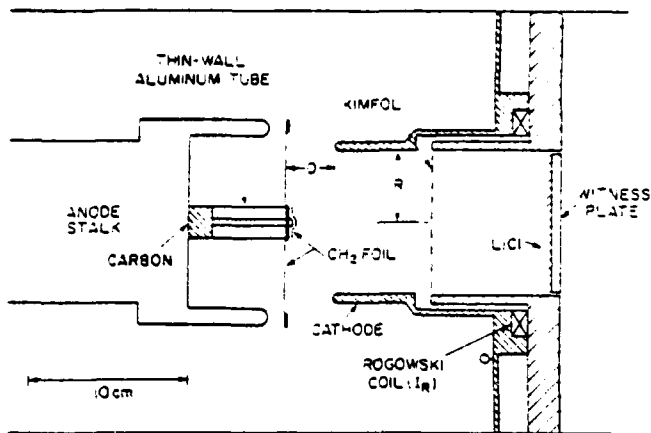 THIN-WALL
ALUMINUM TUBE
KIMFOL
D
R
ANODE
STALK
CARBON
CH2 FOIL
WITNESS
PLATE
LiCl
CATHODE
ROGOWSKI
COIL (IR)
10 cm